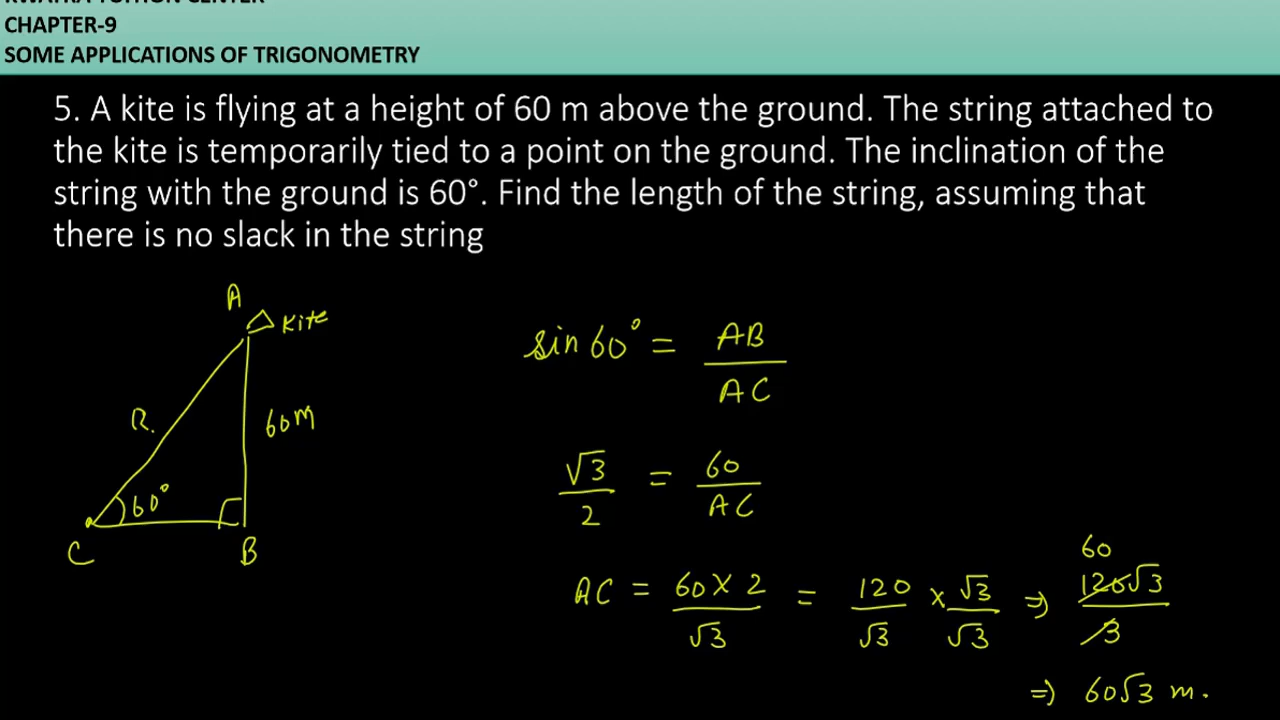 CHAPTER-9
SOME APPLICATIONS OF TRIGONOMETRY
5. A kite is flying at a height of 60 m above the ground. The string attached to
the kite is temporarily tied to a point on the ground. The inclination of the
string with the ground is 60°. Find the length of the string, assuming that
there is no slack in the string
A
Kite
R.
60m
60°
C
B
sin 60° = AB/AC
√3/2 = 60/AC
60
AC = 60 × 2/√3 = 120/√3 × √3/√3 ⇒ 120√3/3
⇒ 60√3 m.